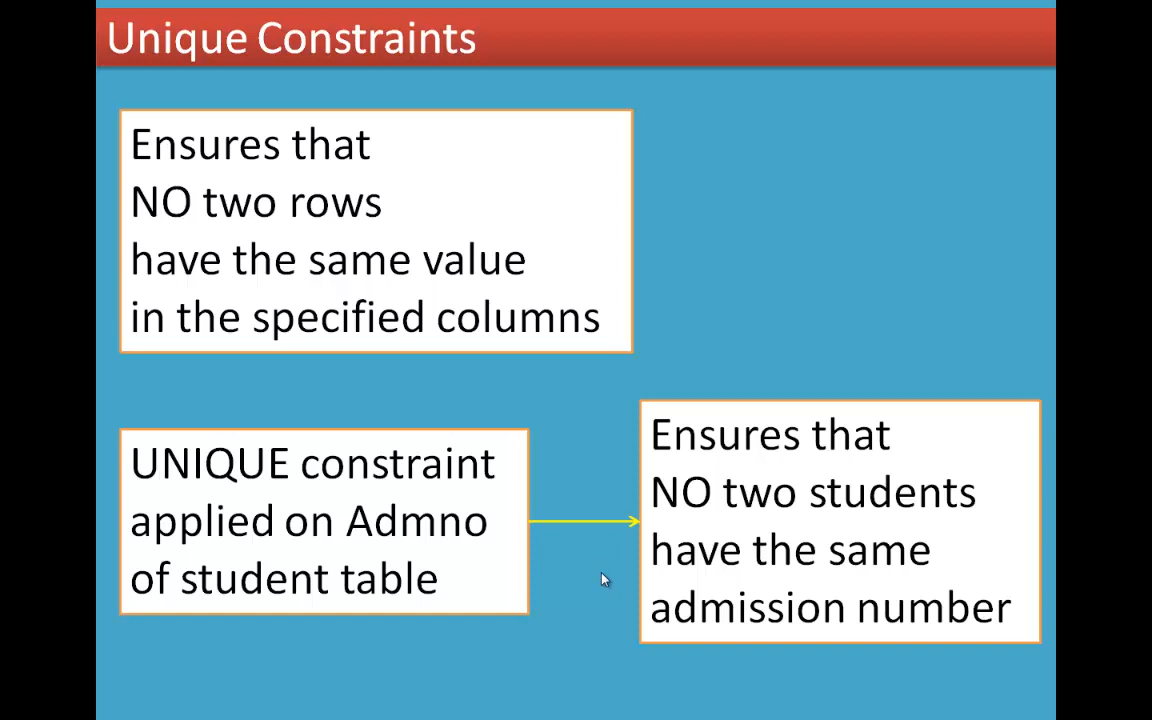 Unique Constraints
Ensures that
NO two rows
have the same value
in the specified columns
UNIQUE constraint
applied on Admno
of student table
Ensures that
NO two students
have the same
admission number